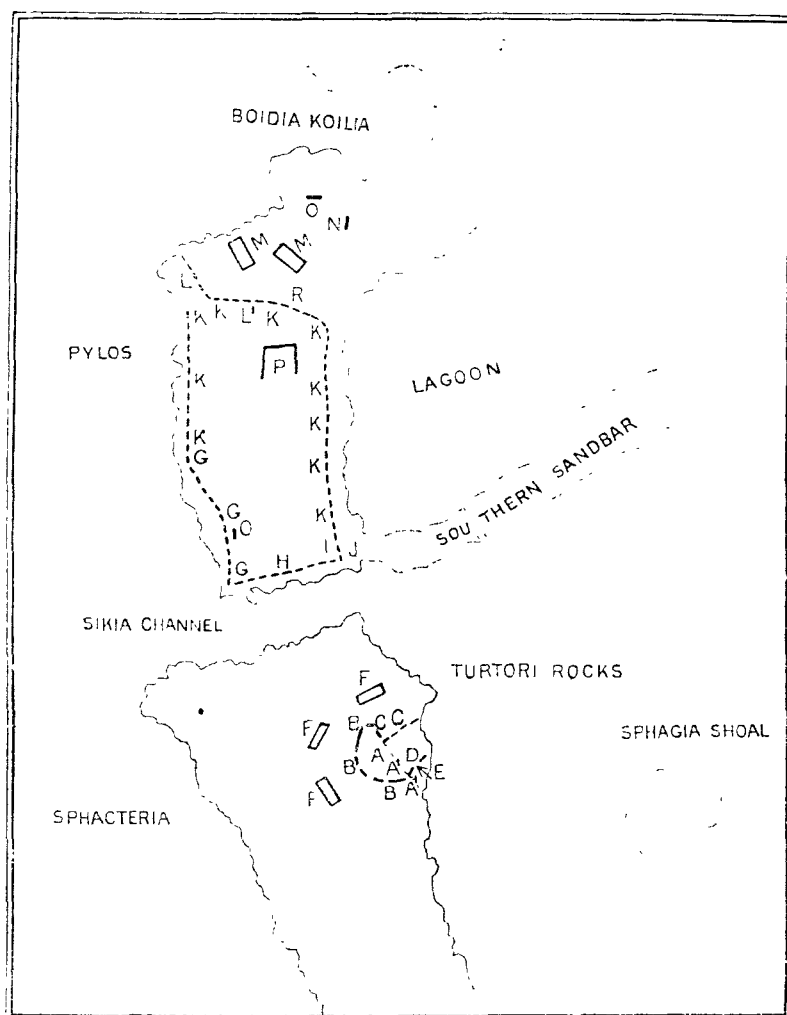 BOIDIA KOILIA
O
N
M M
L
R
K K L' K K
PYLOS
P
K K
LAGOON
K
K
K
G
SOUTHERN SANDBAR
G
O
K
G H I J
SIKIA CHANNEL
TURTORI ROCKS
F
B C C
F
SPHAGIA SHOAL
A D
B A E
F B A
SPHACTERIA